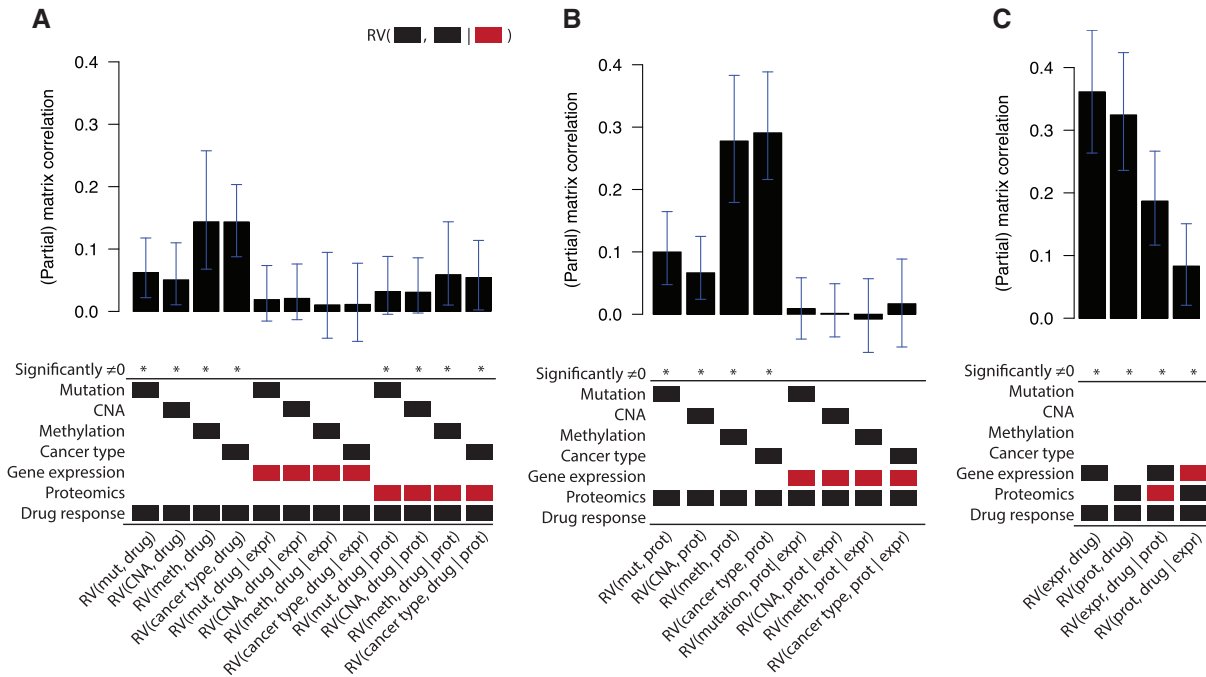 A
RV( , | )
(Partial) matrix correlation
0.4
0.3
0.2
0.1
0.0
Significantly ≠0 * * * * * * * *
Mutation
CNA
Methylation
Cancer type
Gene expression
Proteomics
Drug response
RV(mut, drug)
RV(CNA, drug)
RV(meth, drug)
RV(cancer type, drug)
RV(mut, drug | expr)
RV(CNA, drug | expr)
RV(meth, drug | expr)
RV(cancer type, drug | expr)
RV(mut, drug | prot)
RV(CNA, drug | prot)
RV(meth, drug | prot)
RV(cancer type, drug | prot)
B
(Partial) matrix correlation
0.4
0.3
0.2
0.1
0.0
Significantly ≠0 * * * *
Mutation
CNA
Methylation
Cancer type
Gene expression
Proteomics
Drug response
RV(mut, prot)
RV(CNA, prot)
RV(meth, prot)
RV(cancer type, prot)
RV(mutation, prot | expr)
RV(CNA, prot | expr)
RV(meth, prot | expr)
RV(cancer type, prot | expr)
C
(Partial) matrix correlation
0.4
0.3
0.2
0.1
0.0
Significantly ≠0 * * * *
Mutation
CNA
Methylation
Cancer type
Gene expression
Proteomics
Drug response
RV(expr, drug)
RV(prot, drug)
RV(expr, drug | prot)
RV(prot, drug | expr)